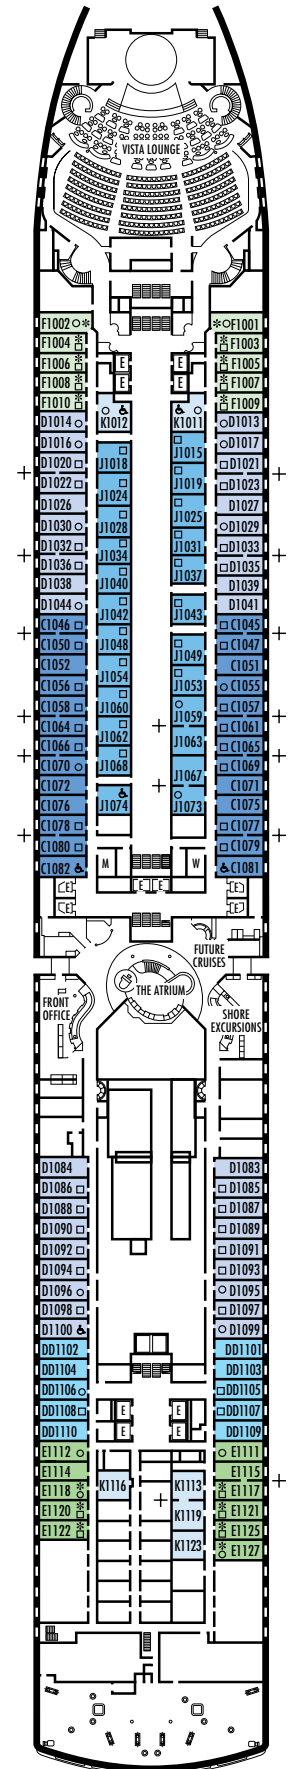 VISTA LOUNGE
F1002 F1001
F1004 E F1003
F1006 E E F1005
F1008 E F1007
F1010 F1009
D1014 K1012 K1011 D1013
D1016 J1015 D1017
D1020 J1018 D1021
D1022 J1019 D1023
D1026 J1024 D1027
D1030 J1028 J1025 D1029
D1032 J1031 D1033
D1036 J1034 D1035
D1038 J1040 J1037 D1039
D1044 J1042 J1043 D1041
C1046 C1045
C1050 J1048 J1049 C1047
C1052 J1054 C1051
C1056 J1053 C1055
C1058 J1060 J1059 C1057
C1064 J1062 J1063 C1061
C1066 C1065
C1070 J1068 J1067 C1069
C1072 C1071
C1076 J1074 J1073 C1075
C1078 C1077
C1080 M W C1079
C1082 C1081
E E E E
E E
FUTURE
CRUISES
THE ATRIUM
FRONT
OFFICE
SHORE
EXCURSIONS
D1084 D1083
D1086 D1085
D1088 D1087
D1090 D1089
D1092 D1091
D1094 D1093
D1096 D1095
D1098 D1097
D1100 D1099
DD1102 DD1101
DD1104 DD1103
DD1106 DD1105
DD1108 E E DD1107
DD1110 E E DD1109
E1112 E1111
E1114 E1115
E1118 K1116 K1113 E1117
E1120 K1119 E1121
E1122 E1125
K1123 E1127